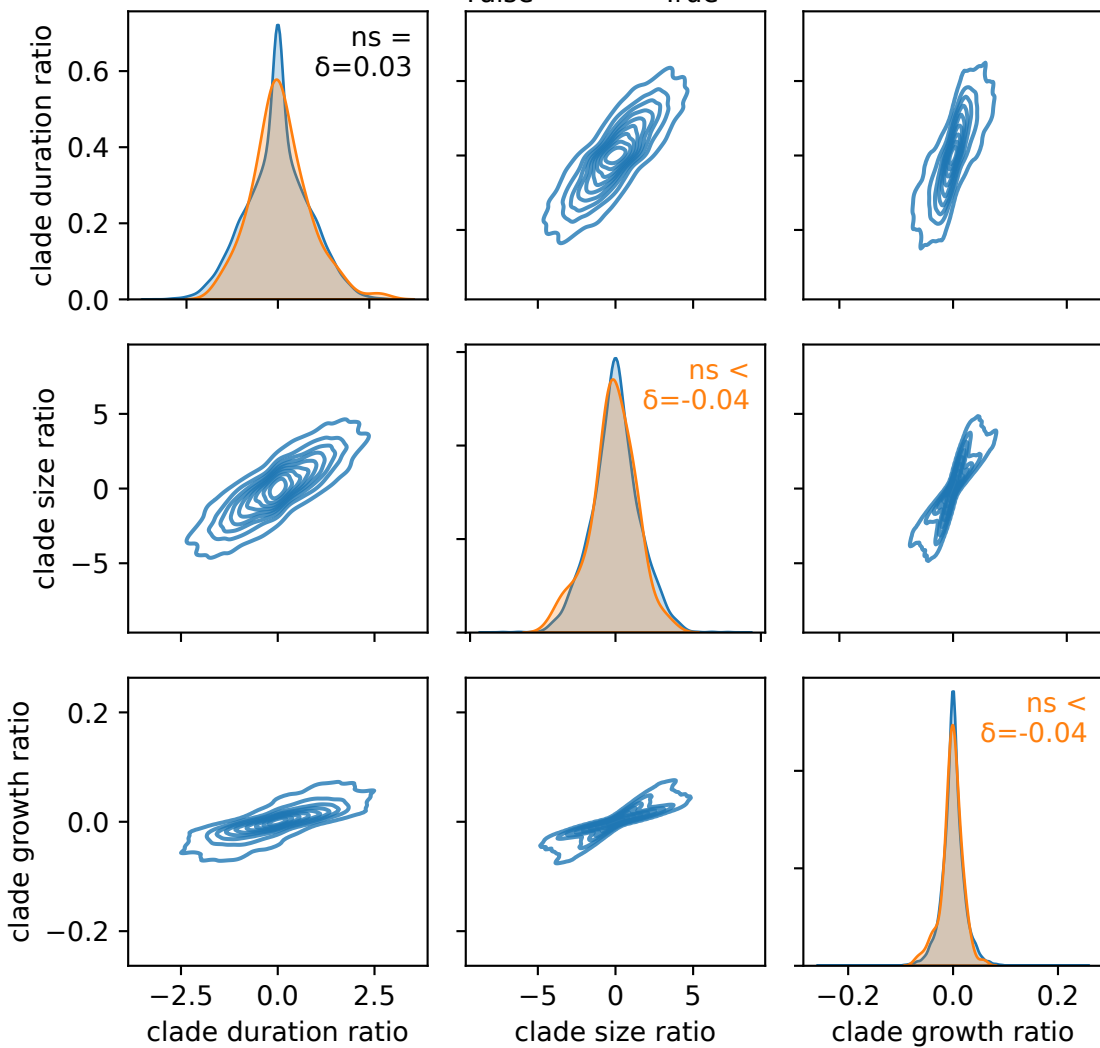 clade duration ratio
0.6
0.4
0.2
0.0
ns =
δ=0.03
clade size ratio
5
0
−5
ns <
δ=-0.04
clade growth ratio
0.2
0.0
−0.2
ns <
δ=-0.04
−2.5 0.0 2.5
−5 0 5
−0.2 0.0 0.2
clade duration ratio
clade size ratio
clade growth ratio